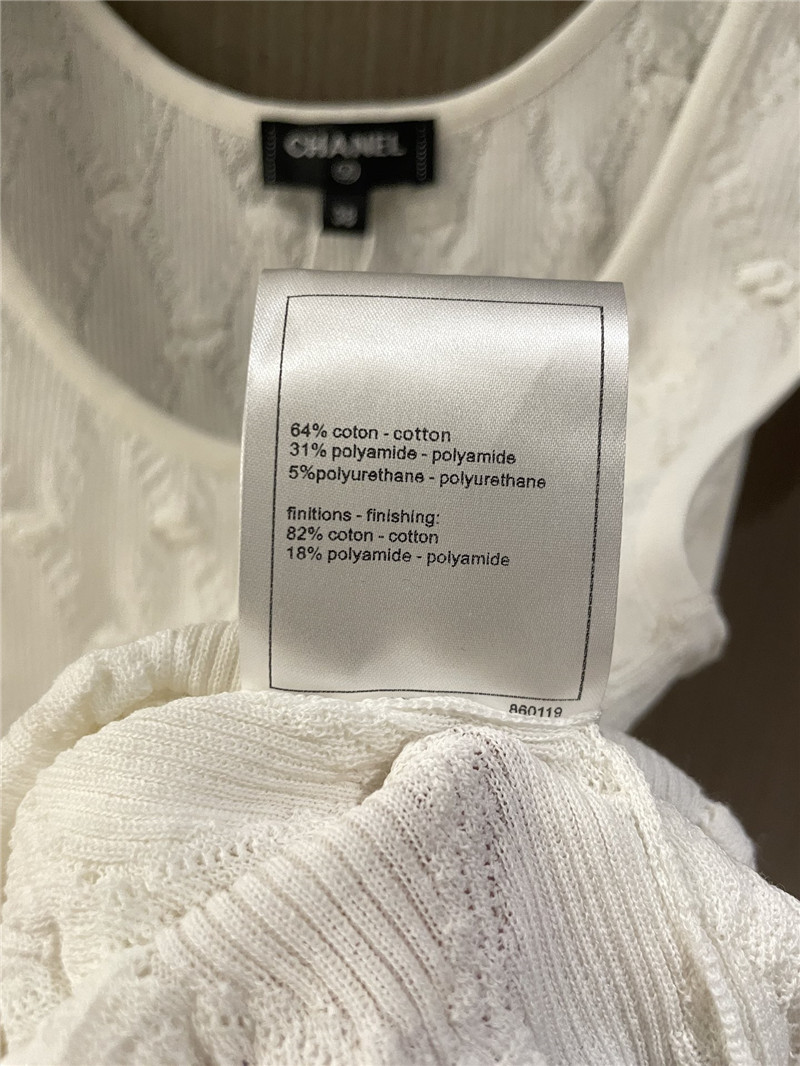 CHANEL
38
64% coton - cotton
31% polyamide - polyamide
5%polyurethane - polyurethane
finitions - finishing:
82% coton - cotton
18% polyamide - polyamide
860119